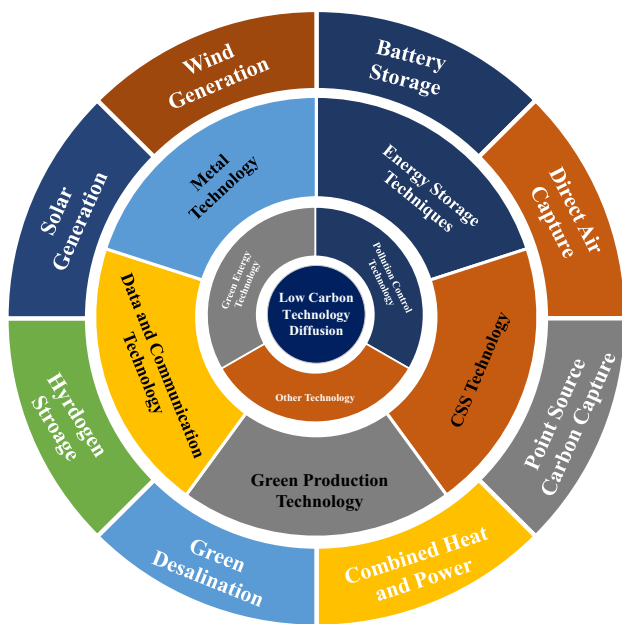 Wind
Generation
Battery
Storage
Direct Air
Capture
Point Source
Carbon Capture
Combined Heat
and Power
Green
Desalination
Hyrdogen
Stroage
Solar
Generation
Metal
Technology
Energy Storage
Techniques
CSS Technology
Green Production
Technology
Data and Communication
Technology
Green Energy
Technology
Pollution Control
Technology
Other Technology
Low Carbon
Technology
Diffusion